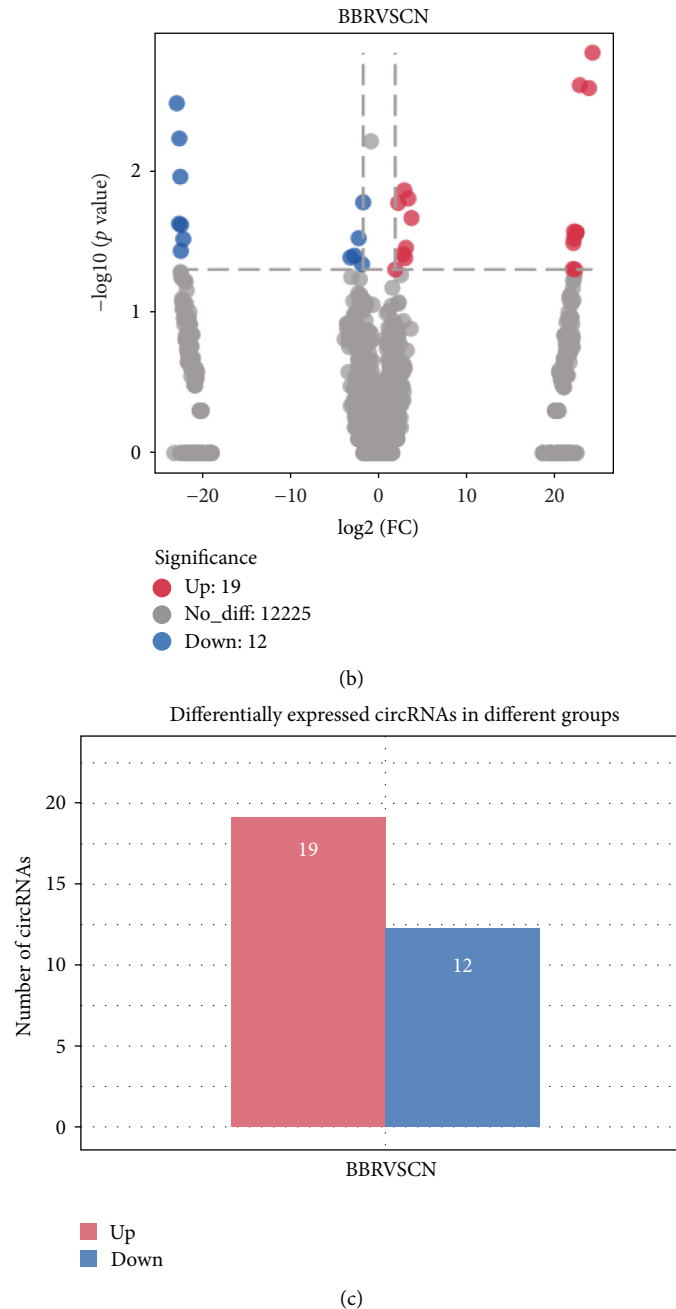 BBRVSCN
−log10 (p value)
2
1
0
−20
−10
0
10
20
log2 (FC)
Significance
Up: 19
No_diff: 12225
Down: 12
(b)
Differentially expressed circRNAs in different groups
Number of circRNAs
20
15
10
5
0
19
12
BBRVSCN
Up
Down
(c)